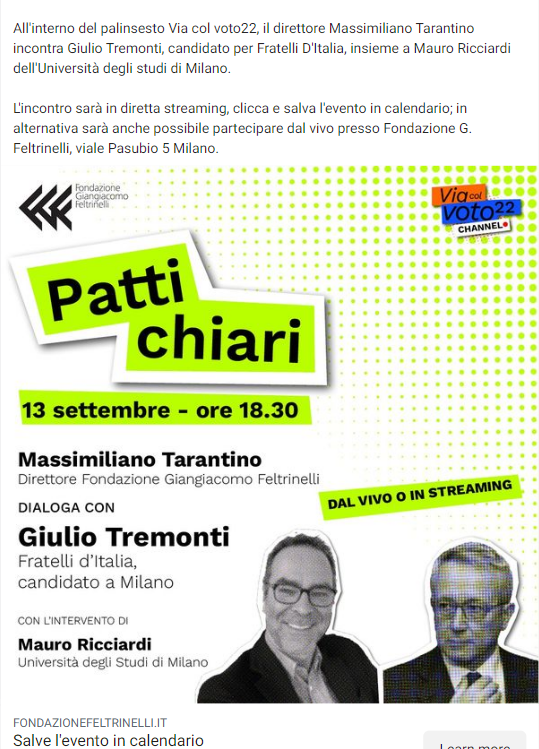 All'interno del palinsesto Via col voto22, il direttore Massimiliano Tarantino
incontra Giulio Tremonti, candidato per Fratelli D'Italia, insieme a Mauro Ricciardi
dell'Università degli studi di Milano.
L'incontro sarà in diretta streaming, clicca e salva l'evento in calendario; in
alternativa sarà anche possibile partecipare dal vivo presso Fondazione G.
Feltrinelli, viale Pasubio 5 Milano.
Fondazione
Giangiacomo
Feltrinelli
Via col
voto22
CHANNEL
Patti
chiari
13 settembre - ore 18.30
Massimiliano Tarantino
Direttore Fondazione Giangiacomo Feltrinelli
DIALOGA CON
DAL VIVO O IN STREAMING
Giulio Tremonti
Fratelli d'Italia,
candidato a Milano
CON L'INTERVENTO DI
Mauro Ricciardi
Università degli Studi di Milano
FONDAZIONEFELTRINELLI.IT
Salve l'evento in calendario
Learn more